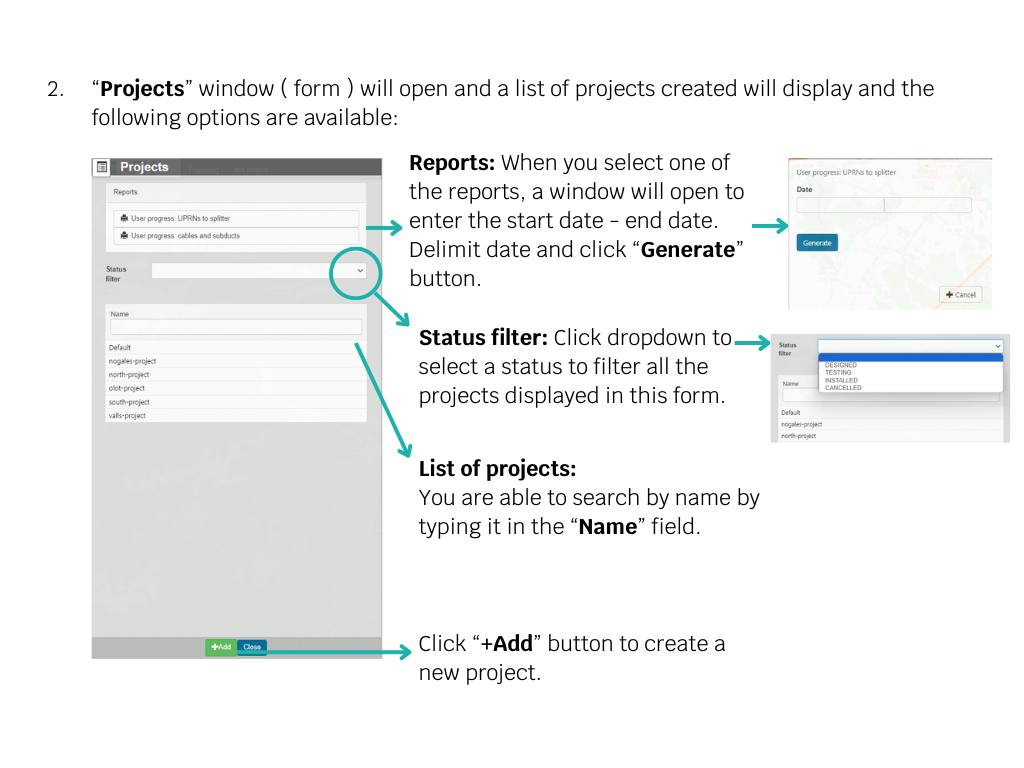 2. “Projects” window ( form ) will open and a list of projects created will display and the
following options are available:
Projects
Reports:
User progress: UPRNs to splitter
User progress: cables and subducts
Status
filter
Name
Default
nogales-project
north-project
olot-project
south-project
valls-project
+Add Close
Reports: When you select one of
the reports, a window will open to
enter the start date – end date.
Delimit date and click “Generate”
button.
User progress: UPRNs to splitter
Date
Generate
+ Cancel
Status filter: Click dropdown to
select a status to filter all the
projects displayed in this form.
Status
filter
DESIGNED
TESTING
INSTALLED
CANCELLED
Name
Default
nogales-project
north-project
List of projects:
You are able to search by name by
typing it in the “Name” field.
Click “+Add” button to create a
new project.